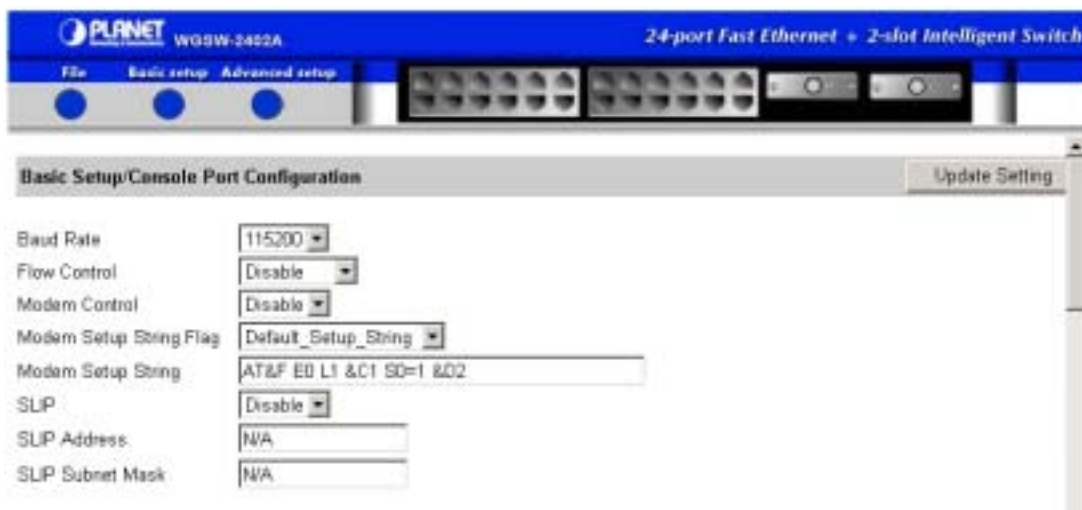 PLANET WGSW-2402A 24-port Fast Ethernet + 2-slot Intelligent Switch
File Basic setup Advanced setup
Basic Setup/Console Port Configuration Update Setting
Baud Rate 115200
Flow Control Disable
Modem Control Disable
Modem Setup String Flag Default_Setup_String
Modem Setup String AT&F E0 L1 &C1 S0=1 &D2
SLIP Disable
SLIP Address N/A
SLIP Subnet Mask N/A